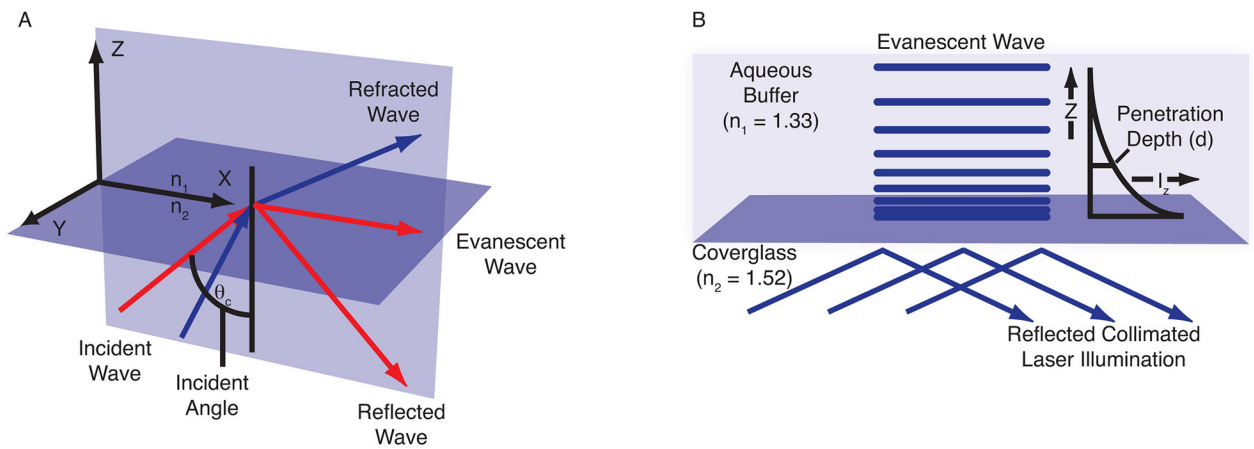 A
Z
Refracted
Wave
n1
X
n2
Y
Evanescent
Wave
θc
Incident
Wave
Incident
Angle
Reflected
Wave
B
Evanescent Wave
Aqueous
Buffer
(n1 = 1.33)
Z
Penetration
Depth (d)
Iz
Coverglass
(n2 = 1.52)
Reflected Collimated
Laser Illumination